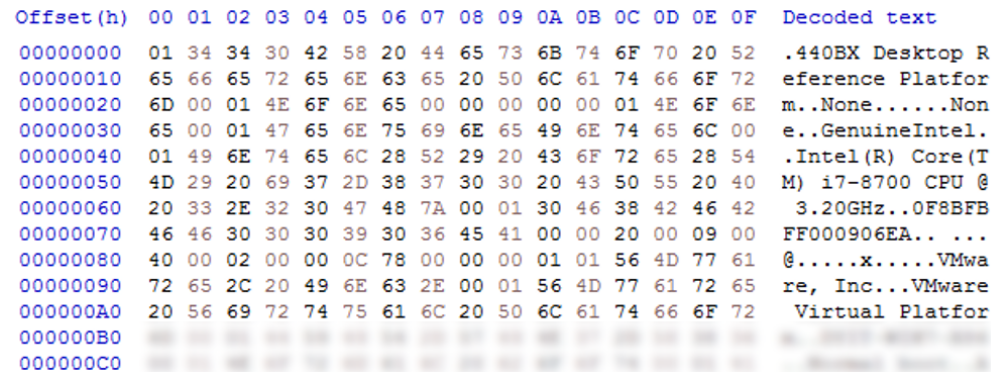 Offset(h) 00 01 02 03 04 05 06 07 08 09 0A 0B 0C 0D 0E 0F Decoded text
00000000 01 34 34 30 42 58 20 44 65 73 6B 74 6F 70 20 52 .440BX Desktop R
00000010 65 66 65 72 65 6E 63 65 20 50 6C 61 74 66 6F 72 eference Platfor
00000020 6D 00 01 4E 6F 6E 65 00 00 00 00 00 01 4E 6F 6E m..None......Non
00000030 65 00 01 47 65 6E 75 69 6E 65 49 6E 74 65 6C 00 e..GenuineIntel.
00000040 01 49 6E 74 65 6C 28 52 29 20 43 6F 72 65 28 54 .Intel(R) Core(T
00000050 4D 29 20 69 37 2D 38 37 30 30 20 43 50 55 20 40 M) i7-8700 CPU @
00000060 20 33 2E 32 30 47 48 7A 00 01 30 46 38 42 46 42 3.20GHz..0F8BFB
00000070 46 46 30 30 30 39 30 36 45 41 00 00 20 00 09 00 FF000906EA.. ...
00000080 40 00 02 00 00 0C 78 00 00 00 01 01 56 4D 77 61 @.....x.....VMwa
00000090 72 65 2C 20 49 6E 63 2E 00 01 56 4D 77 61 72 65 re, Inc...VMware
000000A0 20 56 69 72 74 75 61 6C 20 50 6C 61 74 66 6F 72 Virtual Platfor
000000B0
000000C0